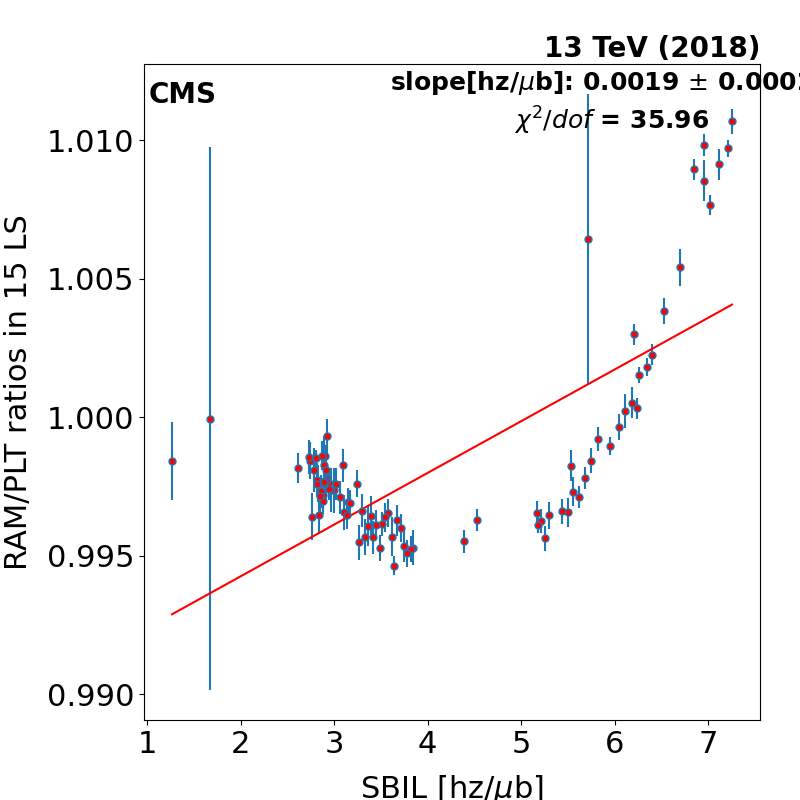 13 TeV (2018)
CMS
slope[hz/μb]: 0.0019 ± 0.000
χ²/dof = 35.96
RAM/PLT ratios in 15 LS
1.010
1.005
1.000
0.995
0.990
1 2 3 4 5 6 7
SBIL [hz/μb]